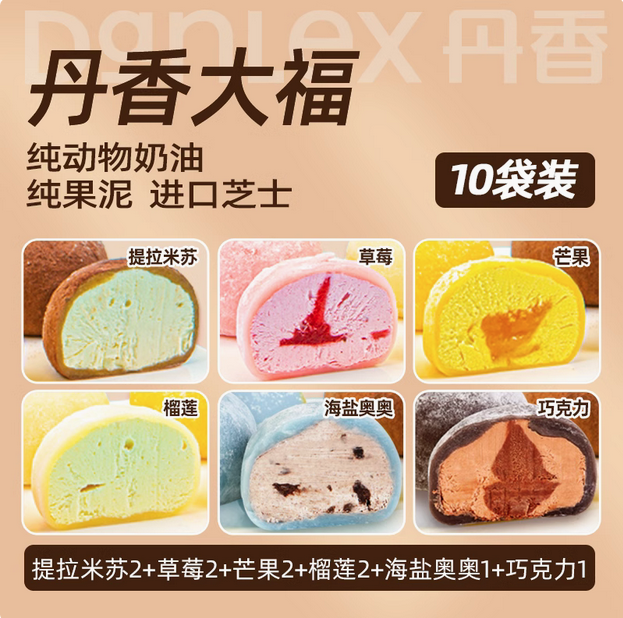 DanLex 丹香
丹香大福
纯动物奶油
纯果泥 进口芝士
10袋装
提拉米苏
草莓
芒果
榴莲
海盐奥奥
巧克力
提拉米苏2+草莓2+芒果2+榴莲2+海盐奥奥1+巧克力1